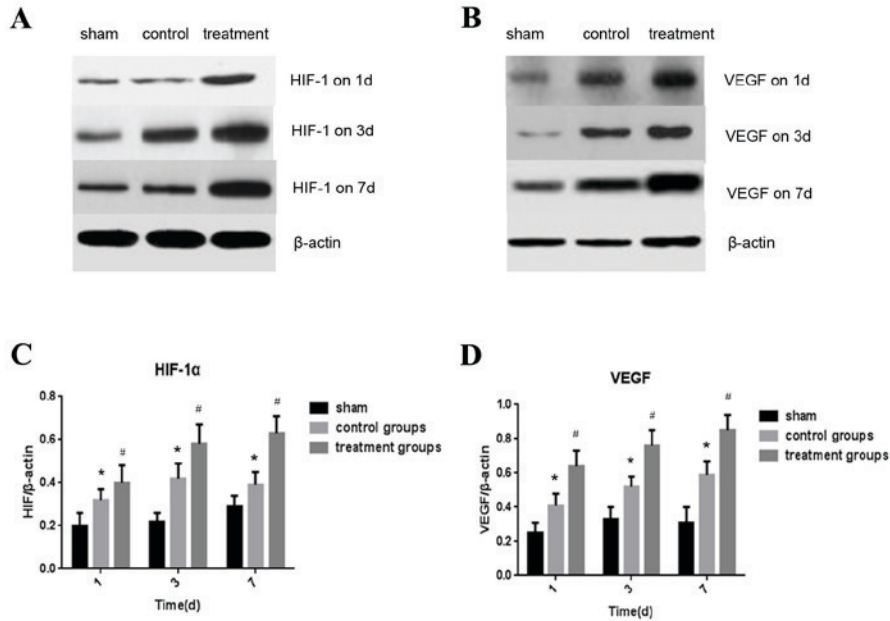 A
sham control treatment
HIF-1 on 1d
HIF-1 on 3d
HIF-1 on 7d
β-actin
B
sham control treatment
VEGF on 1d
VEGF on 3d
VEGF on 7d
β-actin
C
HIF-1α
HIF/β-actin
0.8
0.6
0.4
0.2
0.0
* # * # * #
1 3 7
Time(d)
sham
control groups
treatment groups
D
VEGF
VEGF/β-actin
1.0
0.8
0.6
0.4
0.2
0.0
* # * # * #
1 3 7
Time(d)
sham
control groups
treatment groups